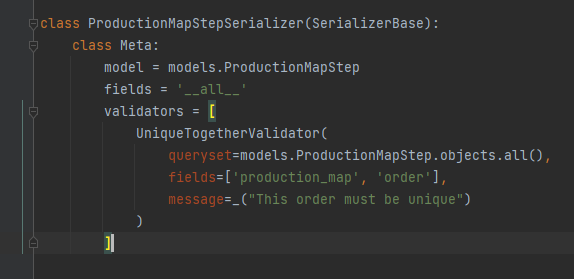 class ProductionMapStepSerializer(SerializerBase):
    class Meta:
        model = models.ProductionMapStep
        fields = '__all__'
        validators = [
            UniqueTogetherValidator(
                queryset=models.ProductionMapStep.objects.all(),
                fields=['production_map', 'order'],
                message=_("This order must be unique")
            )
        ]